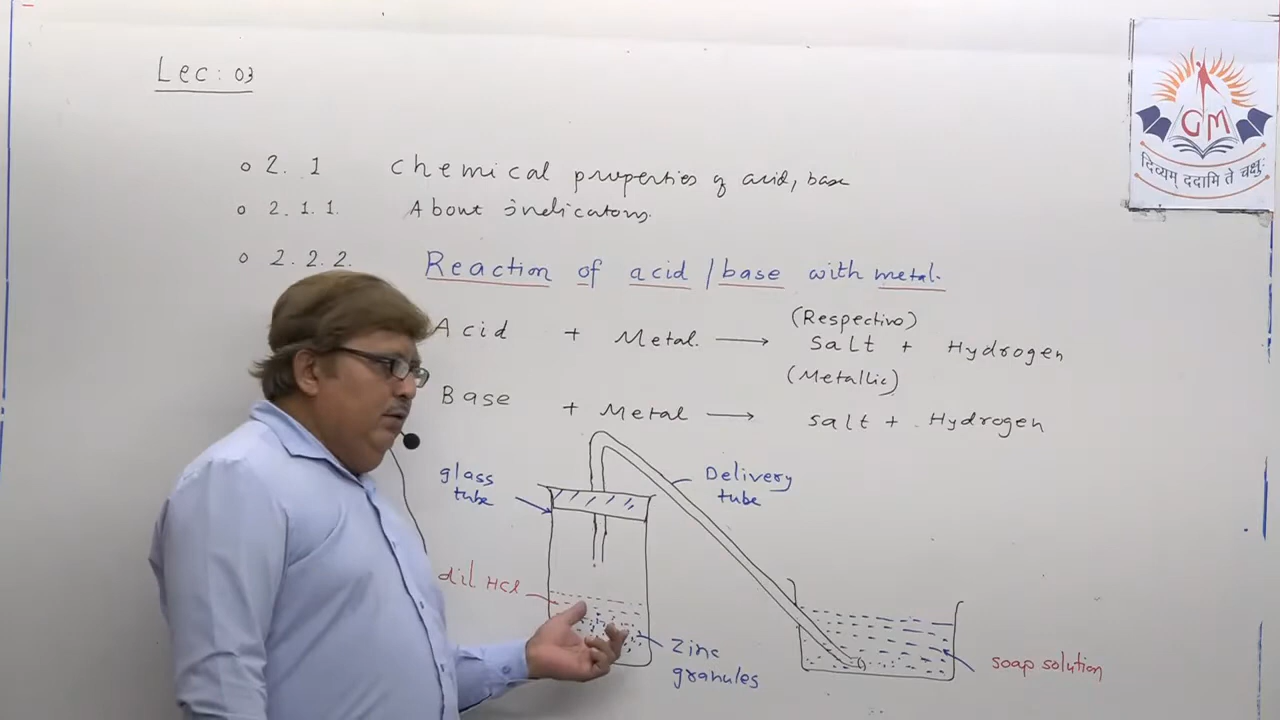 Lec: 03
GM
दिव्यम् ददामि ते चक्षुः
2. 1 Chemical properties of acid, base
2. 1. 1. About indicators.
2. 2. 2. Reaction of acid / base with metal.
(Respective)
Acid + Metal. → Salt + Hydrogen
(Metallic)
Base + Metal → salt + Hydrogen
glass
tube
Delivery
tube
dil HCl
Zinc
granules
soap solution